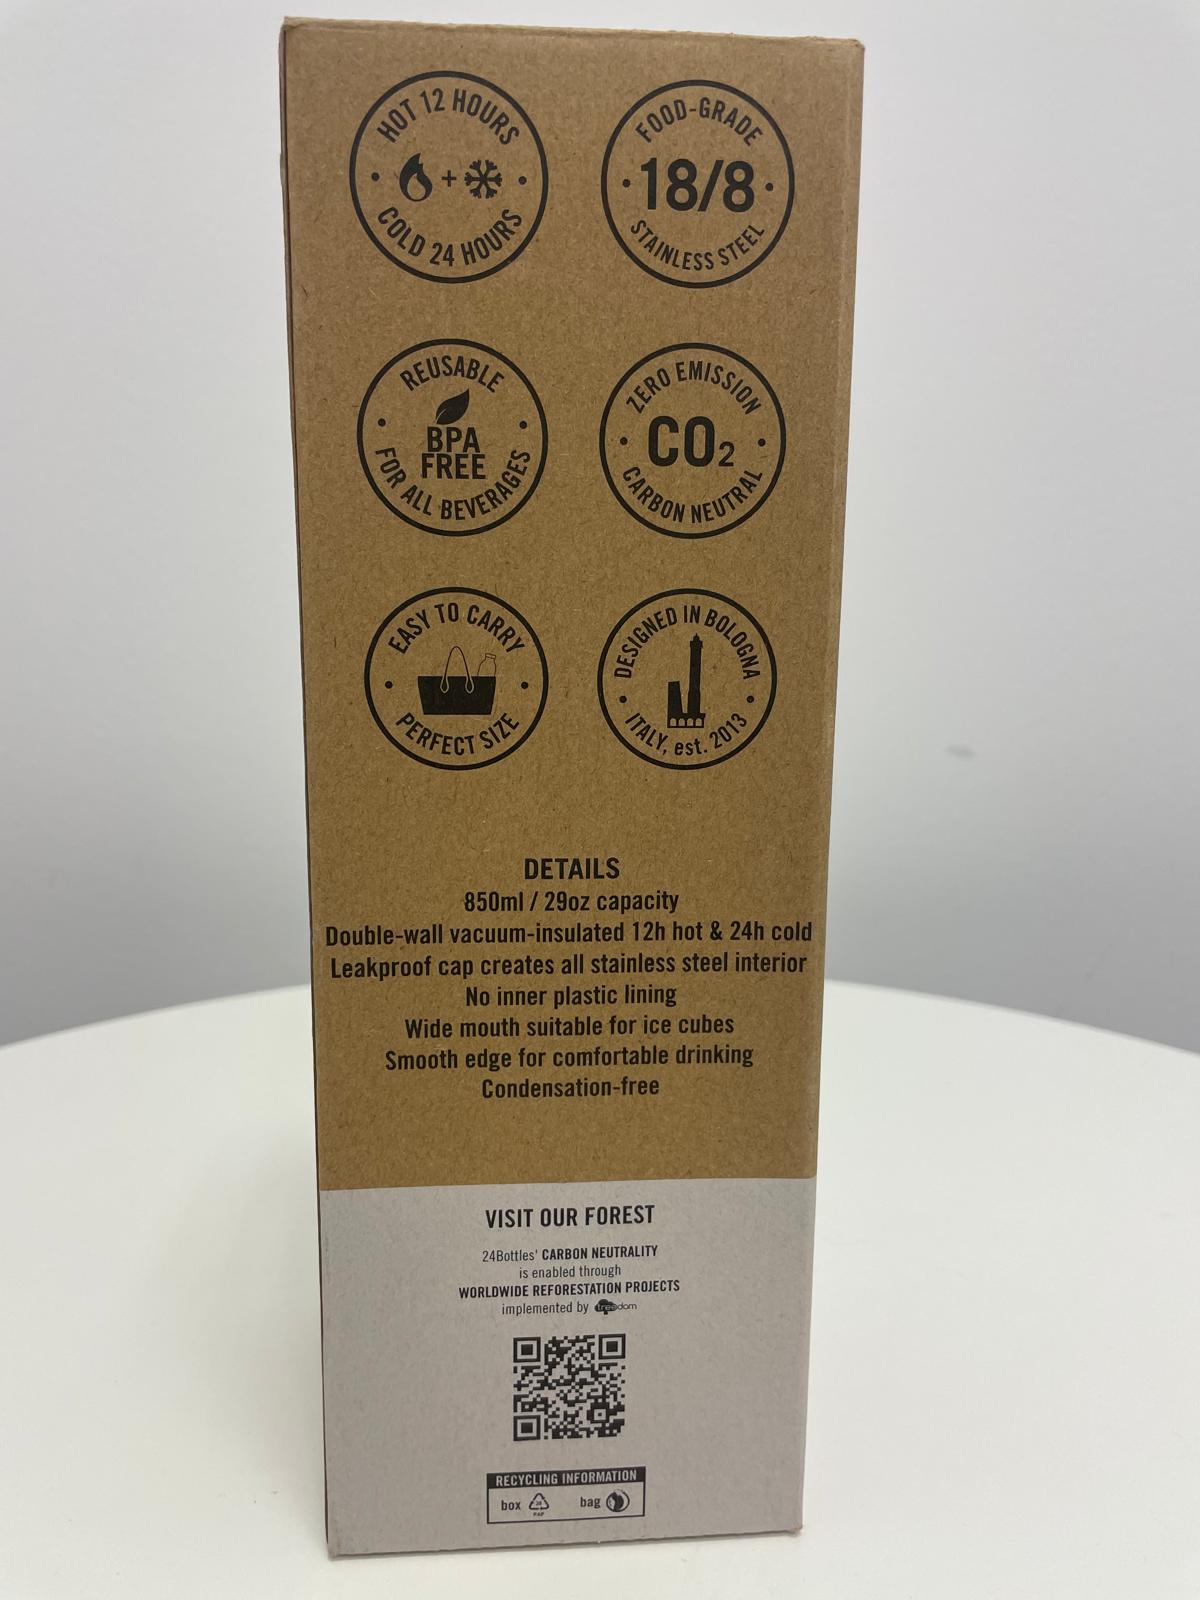 HOT 12 HOURS
+
COLD 24 HOURS
FOOD-GRADE
18/8
STAINLESS STEEL
REUSABLE
BPA
FREE
FOR ALL BEVERAGES
ZERO EMISSION
CO₂
CARBON NEUTRAL
EASY TO CARRY
PERFECT SIZE
DESIGNED IN BOLOGNA
ITALY, est. 2013
DETAILS
850ml / 29oz capacity
Double-wall vacuum-insulated 12h hot & 24h cold
Leakproof cap creates all stainless steel interior
No inner plastic lining
Wide mouth suitable for ice cubes
Smooth edge for comfortable drinking
Condensation-free
VISIT OUR FOREST
24Bottles' CARBON NEUTRALITY
is enabled through
WORLDWIDE REFORESTATION PROJECTS
implemented by treedom
RECYCLING INFORMATION
box bag
PAP